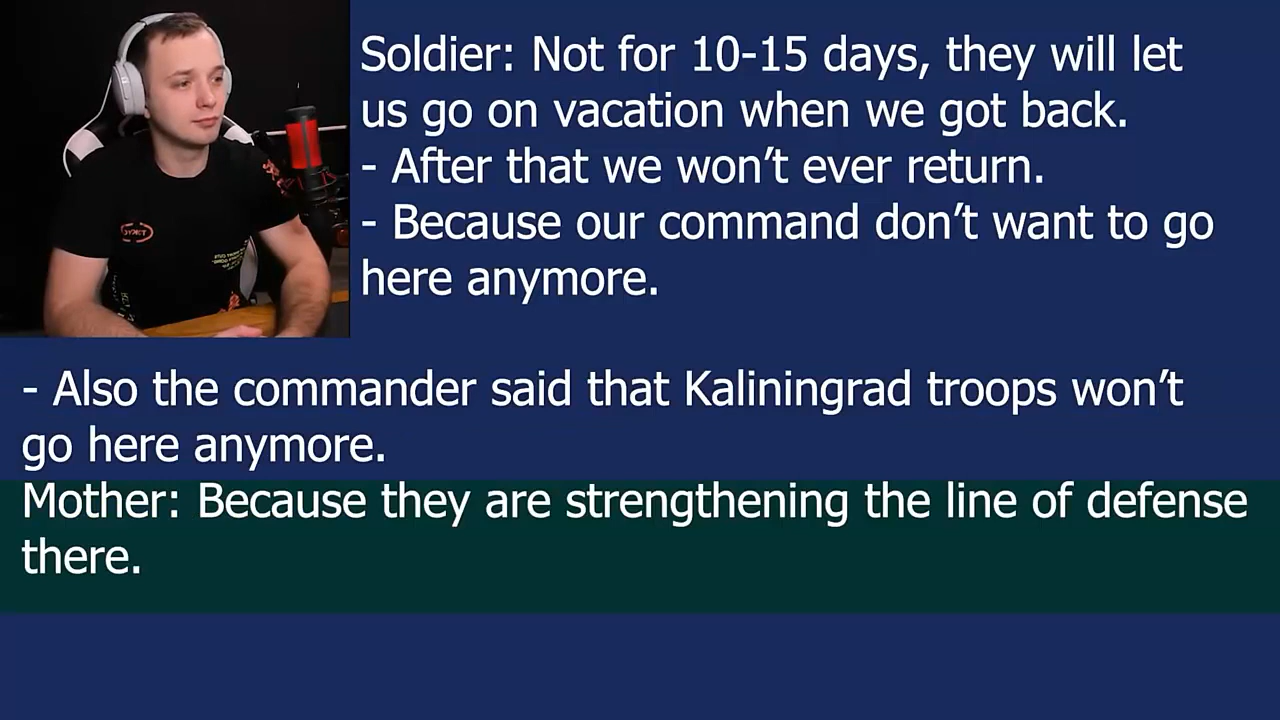 Soldier: Not for 10-15 days, they will let
us go on vacation when we got back.
- After that we won’t ever return.
- Because our command don’t want to go
here anymore.
- Also the commander said that Kaliningrad troops won’t
go here anymore.
Mother: Because they are strengthening the line of defense
there.